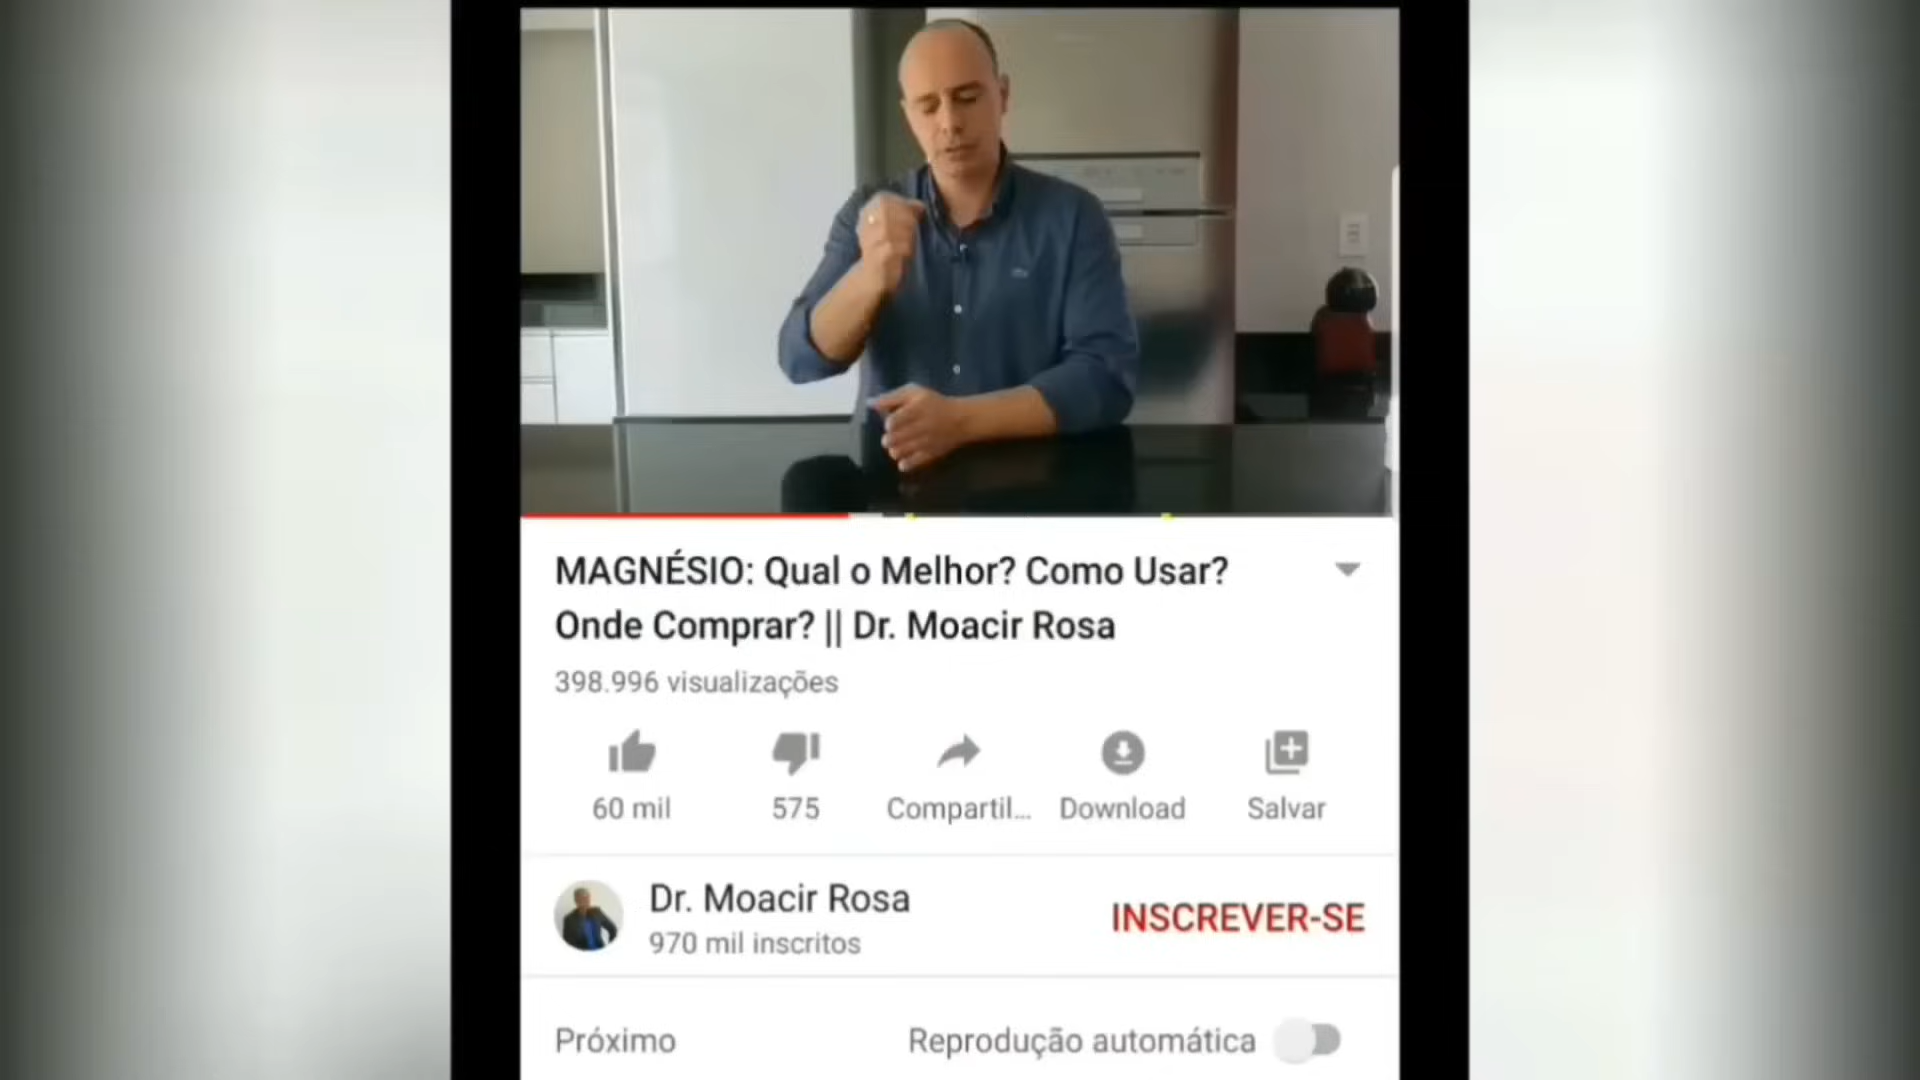 MAGNÉSIO: Qual o Melhor? Como Usar?
Onde Comprar? || Dr. Moacir Rosa
398.996 visualizações
60 mil
575
Compartil...
Download
Salvar
Dr. Moacir Rosa
970 mil inscritos
INSCREVER-SE
Próximo
Reprodução automática